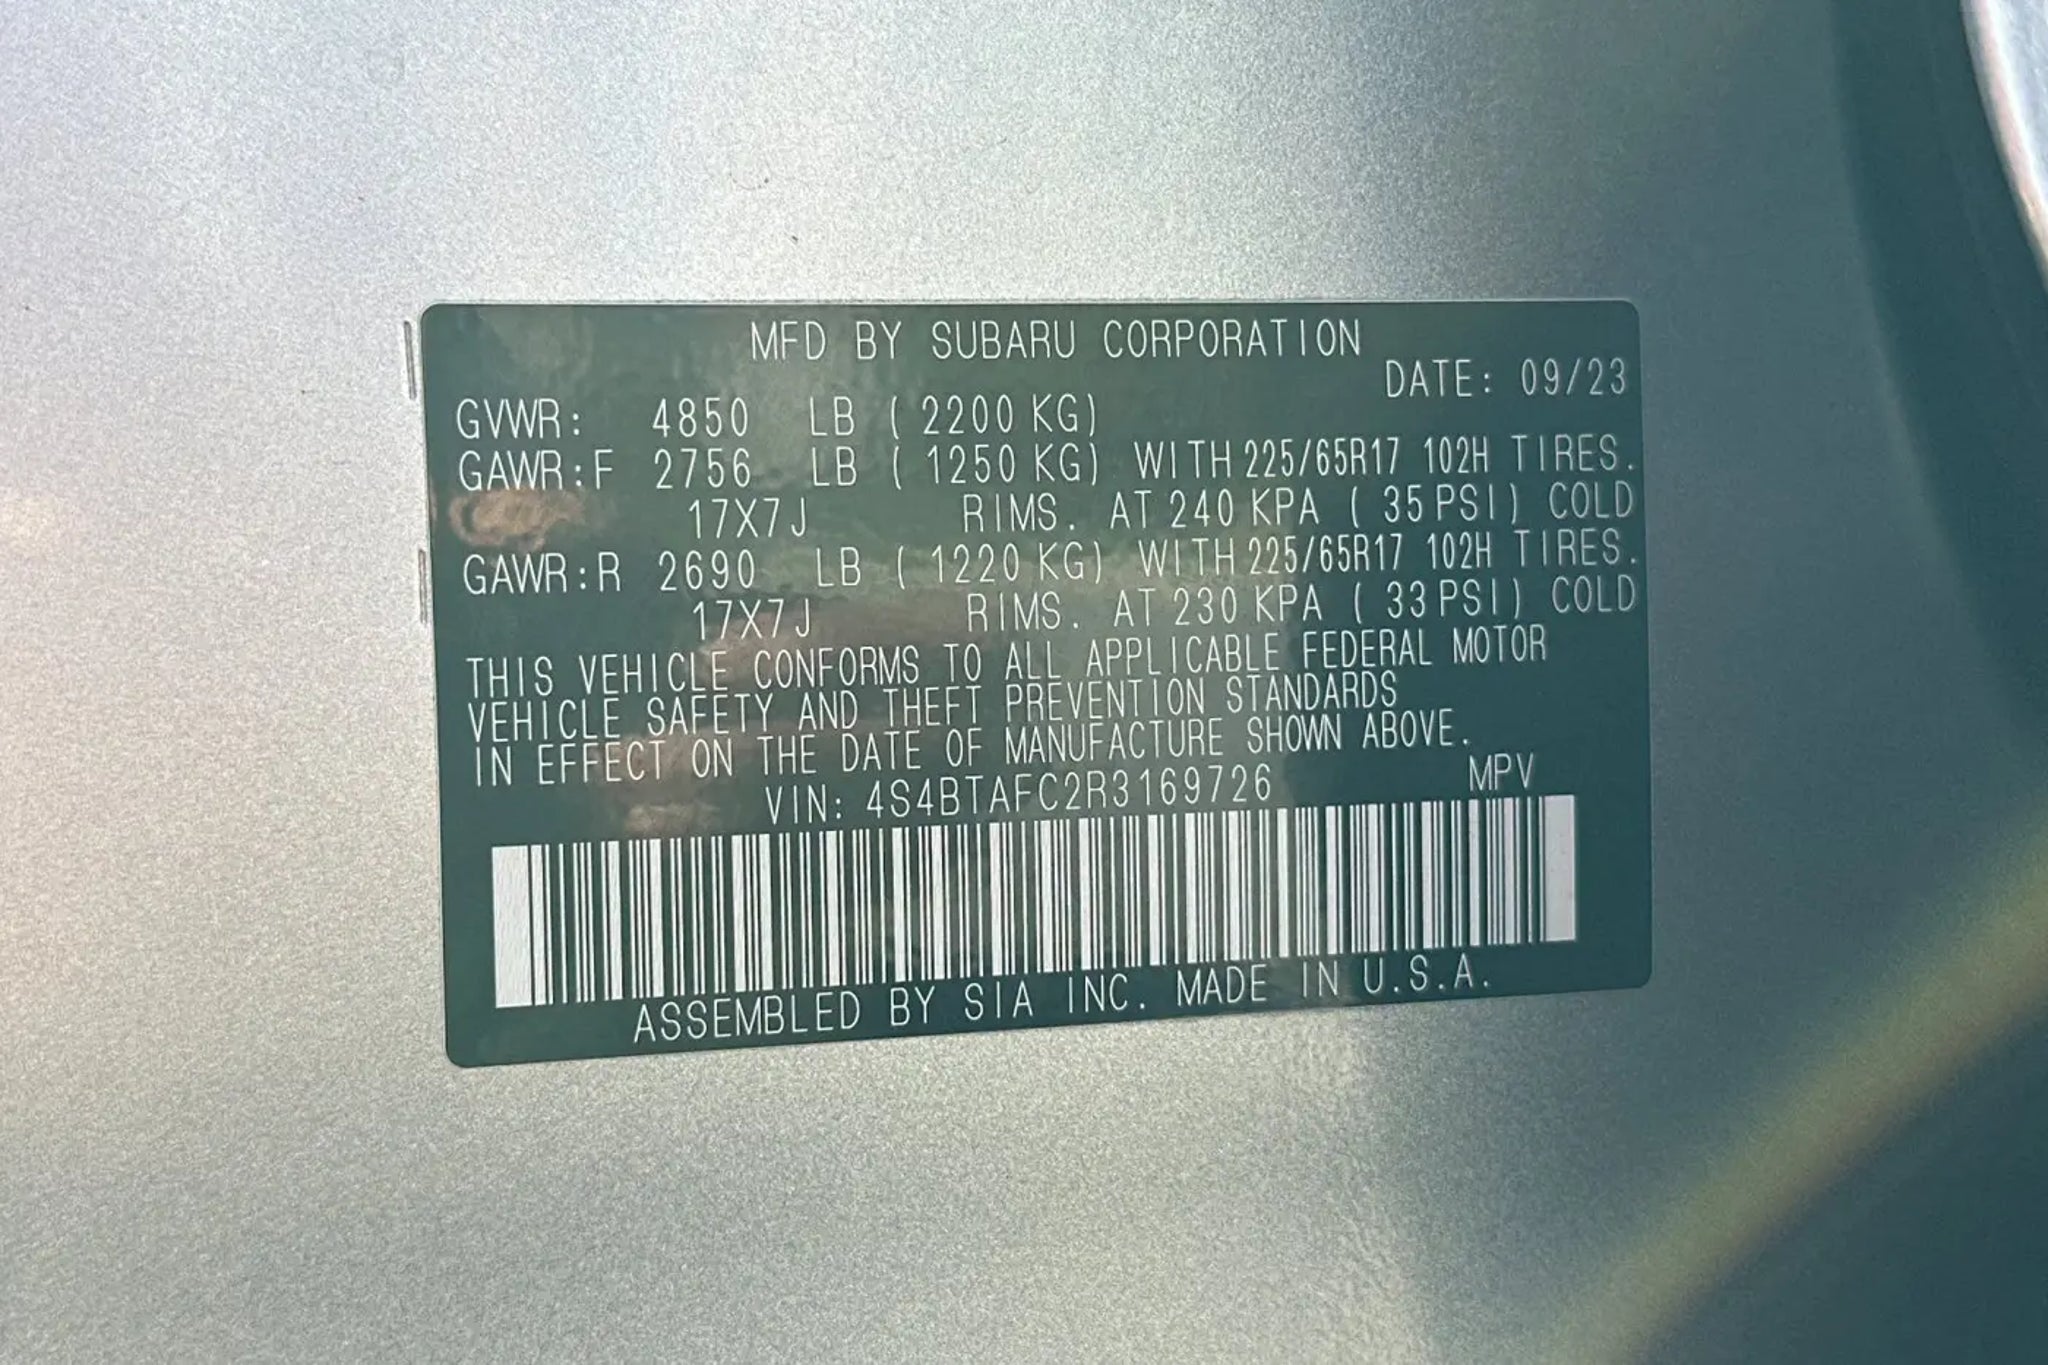 MFD BY SUBARU CORPORATION
DATE: 09/23
GVWR: 4850 LB ( 2200 KG)
GAWR:F 2756 LB ( 1250 KG) WITH 225/65R17 102H TIRES.
17X7J RIMS. AT 240 KPA ( 35 PSI) COLD
GAWR:R 2690 LB ( 1220 KG) WITH 225/65R17 102H TIRES.
17X7J RIMS. AT 230 KPA ( 33 PSI) COLD
THIS VEHICLE CONFORMS TO ALL APPLICABLE FEDERAL MOTOR
VEHICLE SAFETY AND THEFT PREVENTION STANDARDS
IN EFFECT ON THE DATE OF MANUFACTURE SHOWN ABOVE.
VIN: 4S4BTAFC2R3169726 MPV
ASSEMBLED BY SIA INC. MADE IN U.S.A.